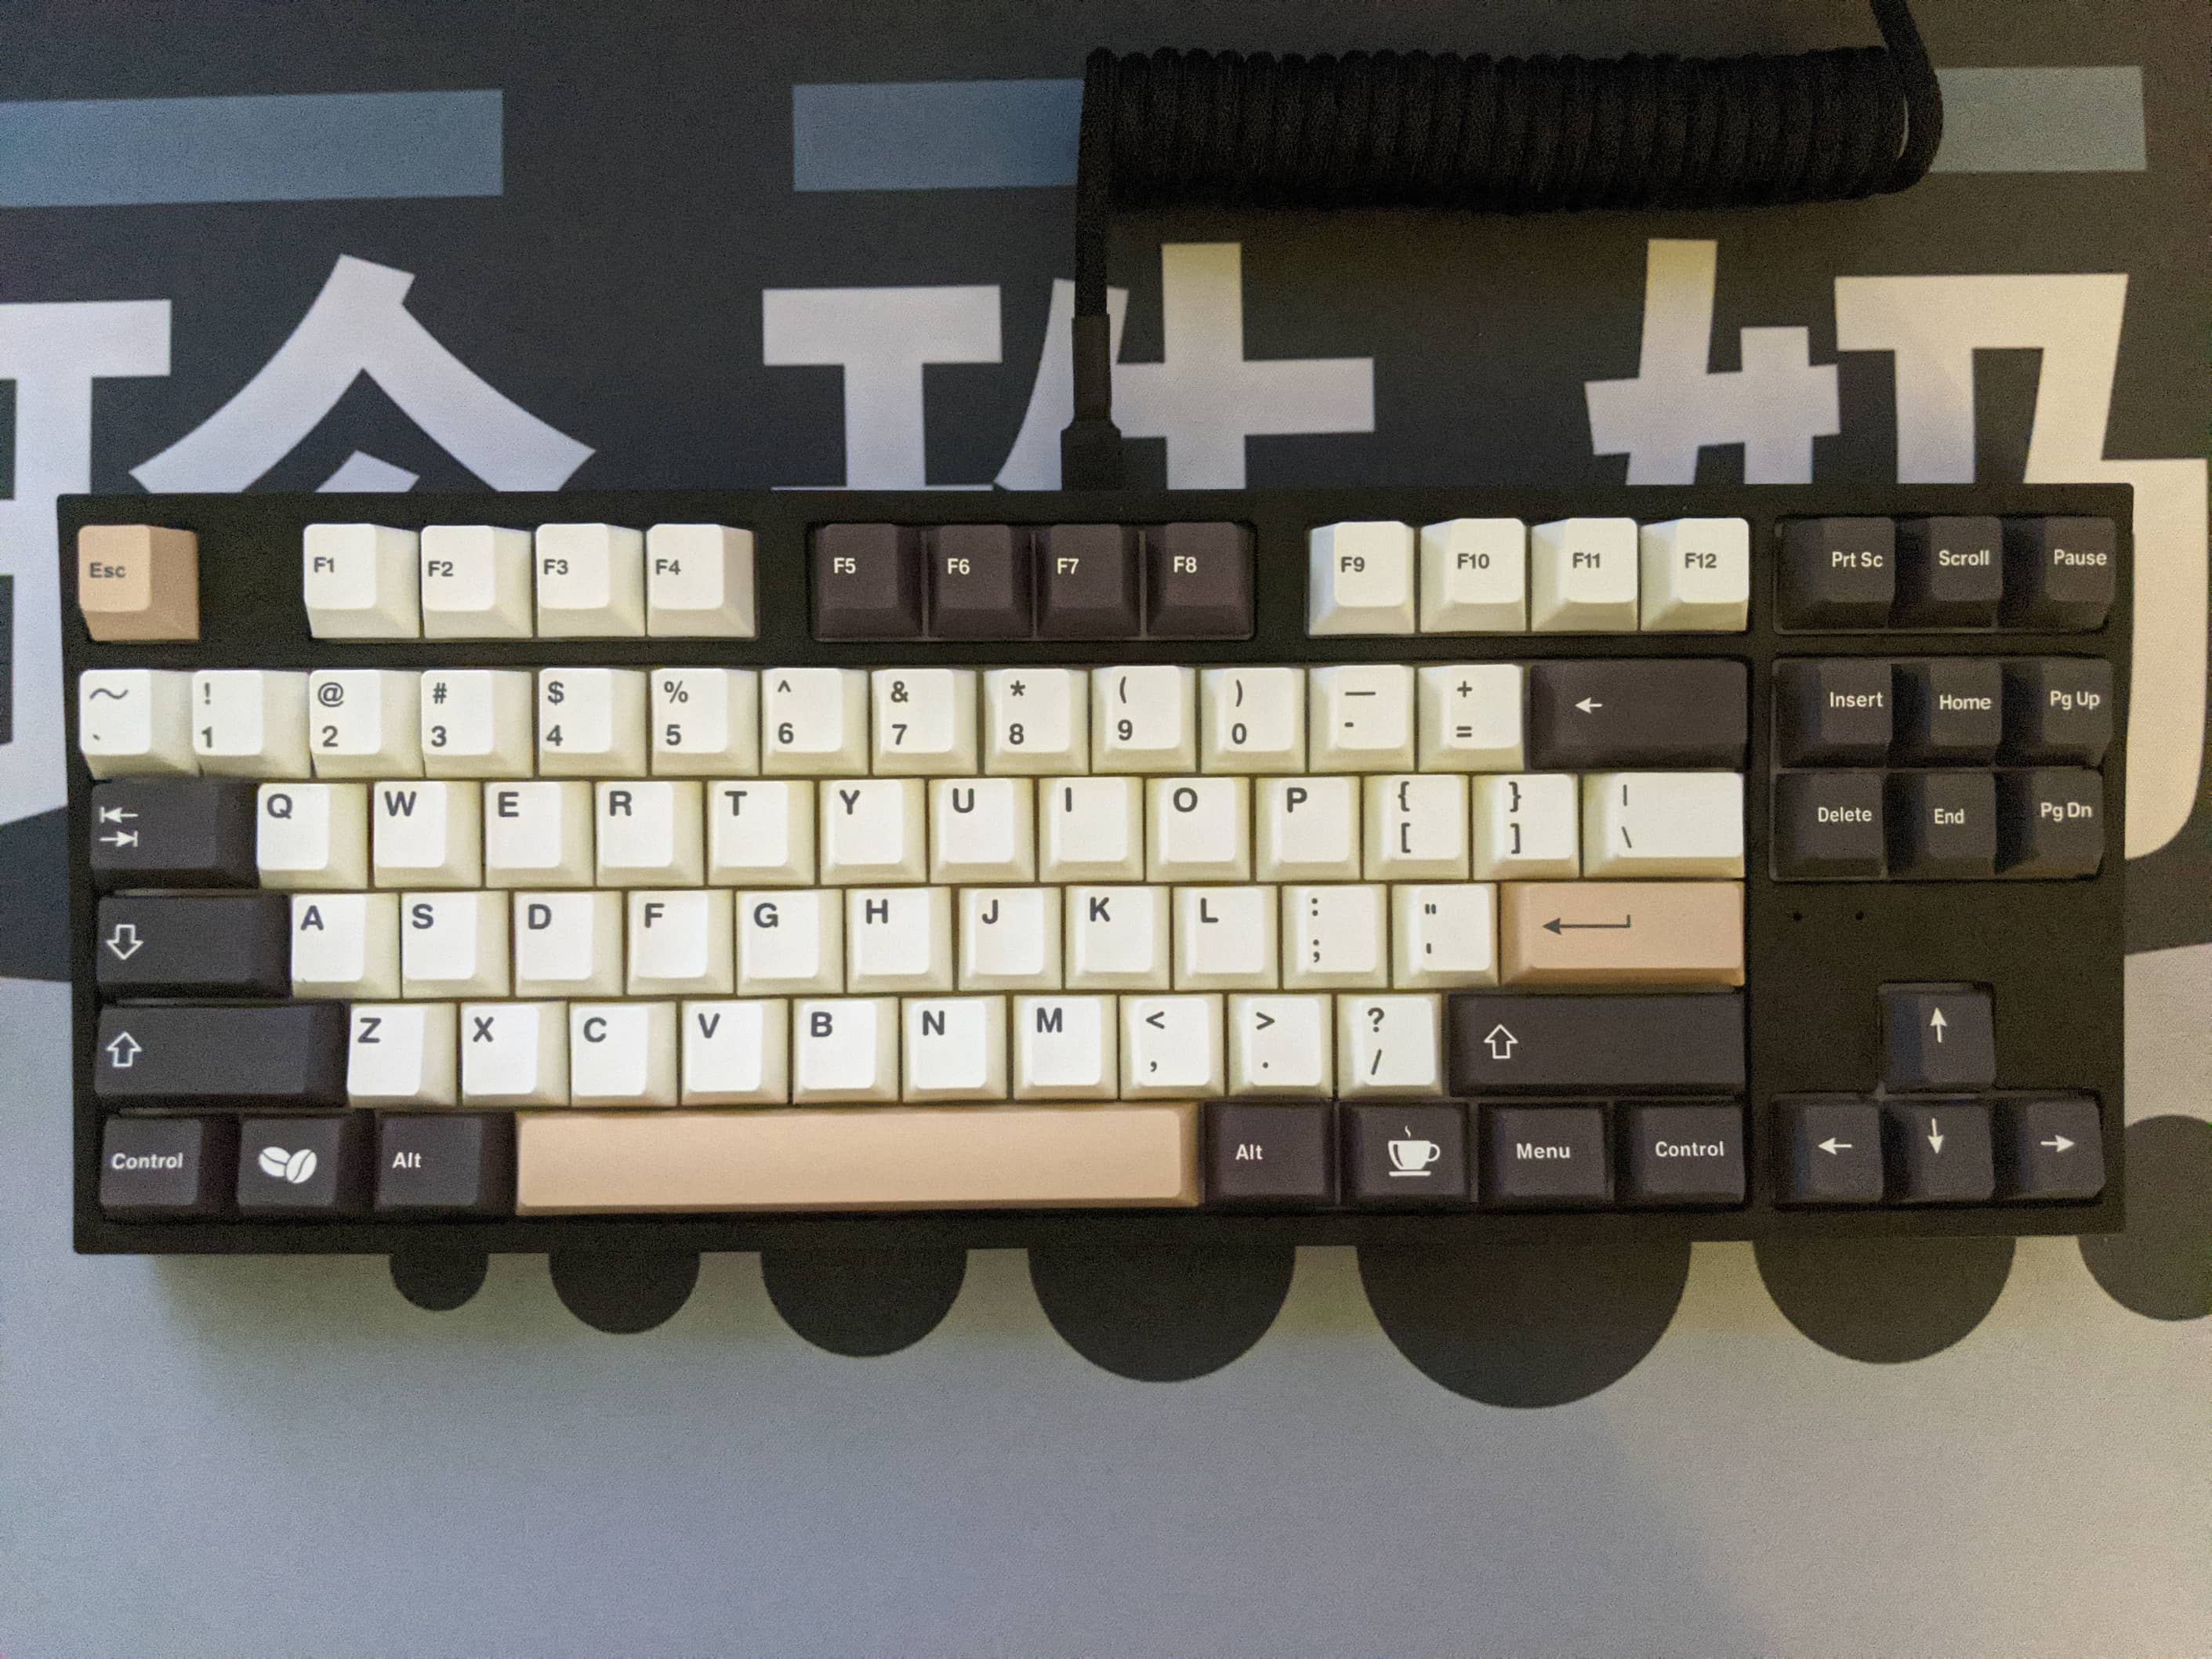 Esc F1 F2 F3 F4 F5 F6 F7 F8 F9 F10 F11 F12 Prt Sc Scroll Pause
~ ! @ # $ % ^ & * ( ) — +
` 1 2 3 4 5 6 7 8 9 0 - = ← Insert Home Pg Up
Q W E R T Y U I O P { } |
[ ] \ Delete End Pg Dn
A S D F G H J K L : "
; '
Z X C V B N M < > ?
, . / ↑
Control Alt Alt Menu Control ← ↓ →